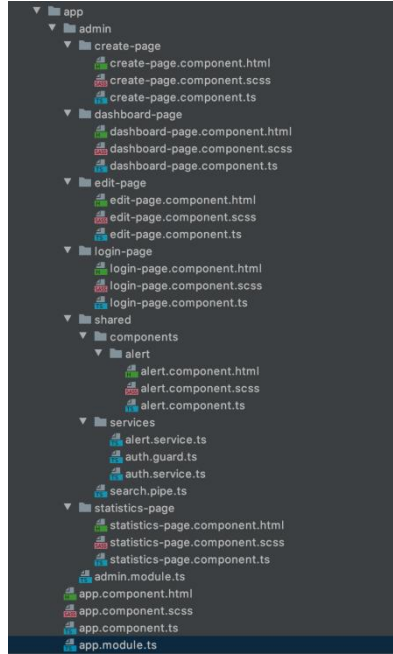 app
admin
create-page
create-page.component.html
create-page.component.scss
create-page.component.ts
dashboard-page
dashboard-page.component.html
dashboard-page.component.scss
dashboard-page.component.ts
edit-page
edit-page.component.html
edit-page.component.scss
edit-page.component.ts
login-page
login-page.component.html
login-page.component.scss
login-page.component.ts
shared
components
alert
alert.component.html
alert.component.scss
alert.component.ts
services
alert.service.ts
auth.guard.ts
auth.service.ts
search.pipe.ts
statistics-page
statistics-page.component.html
statistics-page.component.scss
statistics-page.component.ts
admin.module.ts
app.component.html
app.component.scss
app.component.ts
app.module.ts